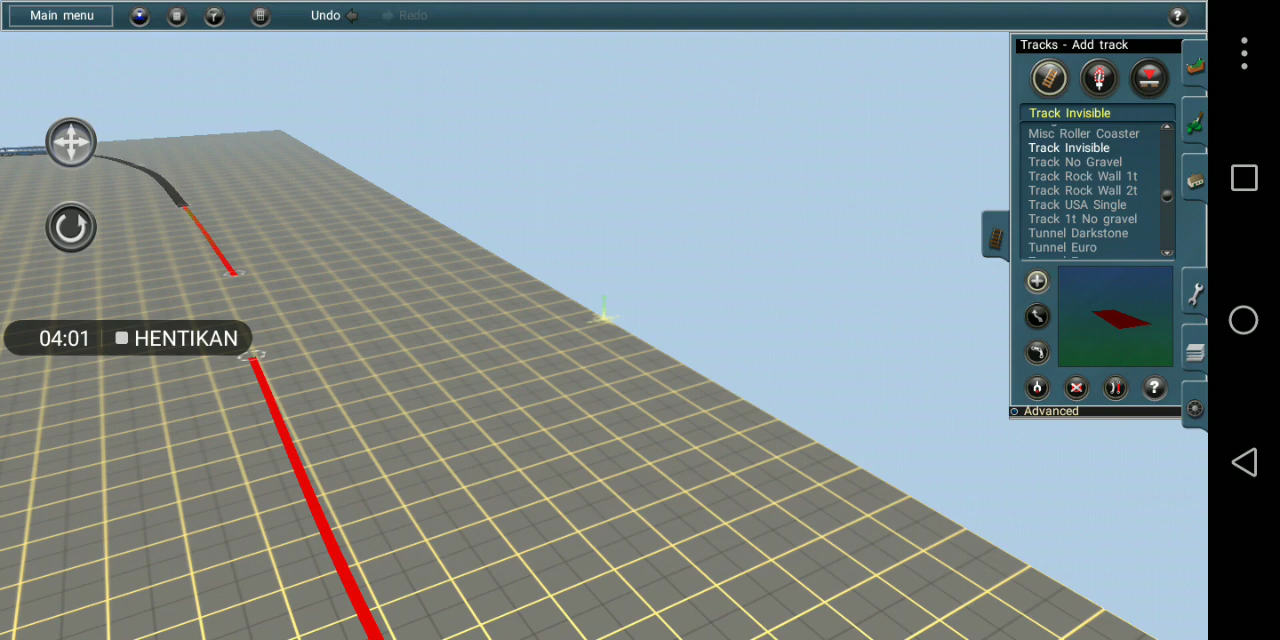 Main menu
Undo
Redo
?
Tracks - Add track
Track Invisible
Misc Roller Coaster
Track Invisible
Track No Gravel
Track Rock Wall 1t
Track Rock Wall 2t
Track USA Single
Track 1t No gravel
Tunnel Darkstone
Tunnel Euro
?
Advanced
04:01
HENTIKAN